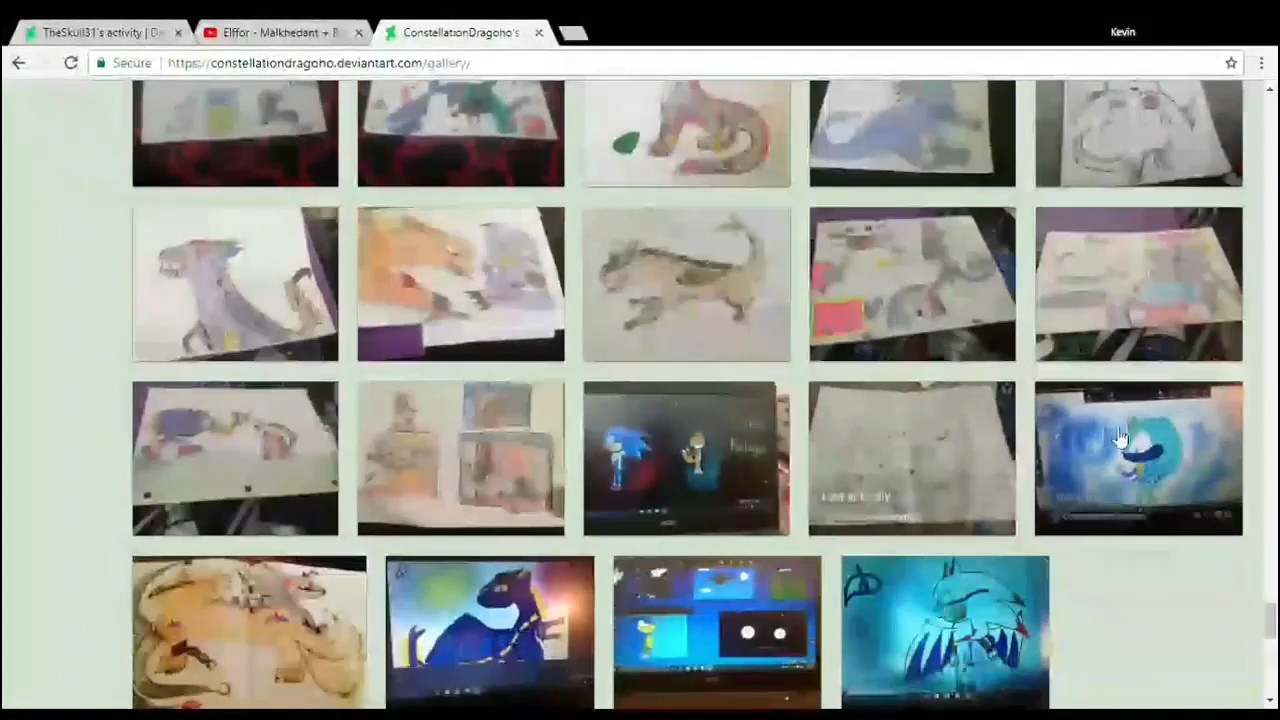 TheSkull31's activity | D
Elffor - Malkhedant + B
ConstellationDragoho's
Kevin
Secure
https://constellationdragoho.deviantart.com/gallery/